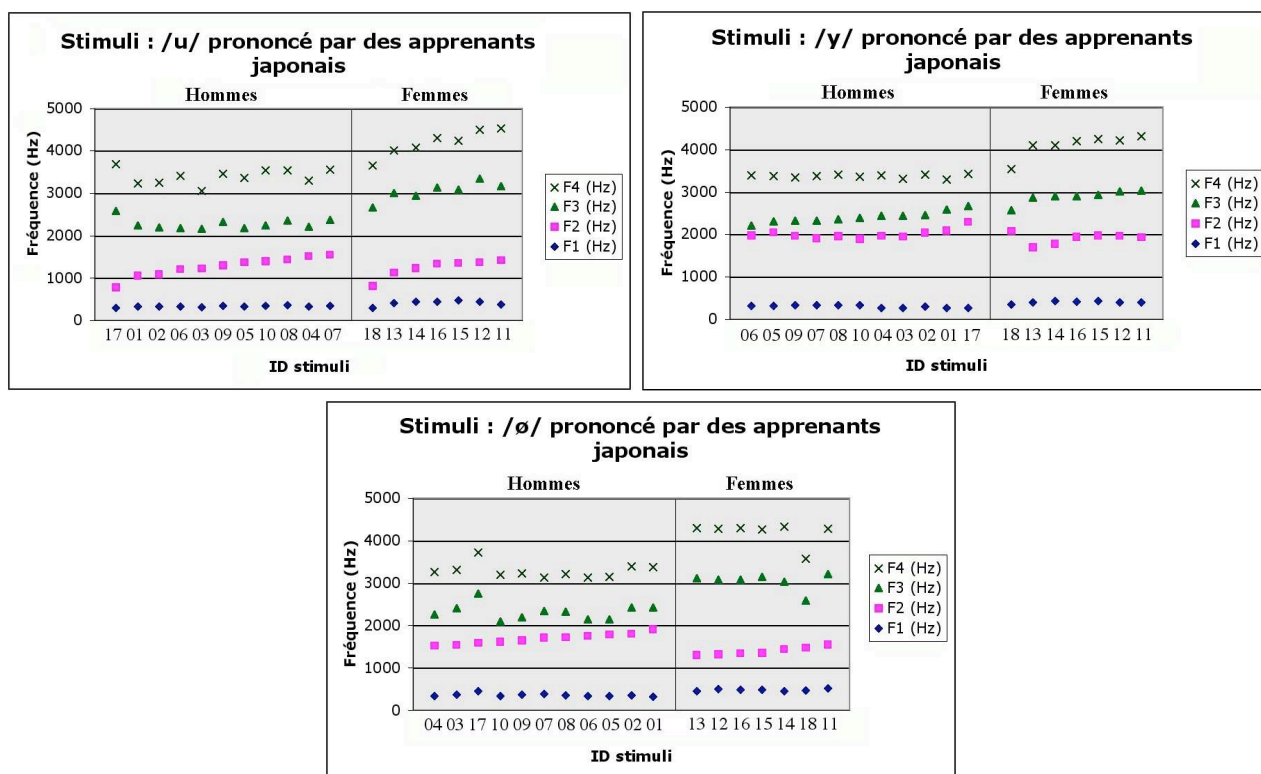 Stimuli : /u/ prononcé par des apprenants
japonais
Hommes Femmes
5000
4000
3000
2000
1000
0
Fréquence (Hz)
17 01 02 06 03 09 05 10 08 04 07 18 13 14 16 15 12 11
ID stimuli
F4 (Hz)
F3 (Hz)
F2 (Hz)
F1 (Hz)
Stimuli : /y/ prononcé par des apprenants
japonais
Hommes Femmes
5000
4000
3000
2000
1000
0
Fréquence (Hz)
06 05 09 07 08 10 04 03 02 01 17 18 13 14 16 15 12 11
ID stimuli
F4 (Hz)
F3 (Hz)
F2 (Hz)
F1 (Hz)
Stimuli : /ø/ prononcé par des apprenants
japonais
Hommes Femmes
5000
4000
3000
2000
1000
0
Fréquence (Hz)
04 03 17 10 09 07 08 06 05 02 01 13 12 16 15 14 18 11
ID stimuli
F4 (Hz)
F3 (Hz)
F2 (Hz)
F1 (Hz)